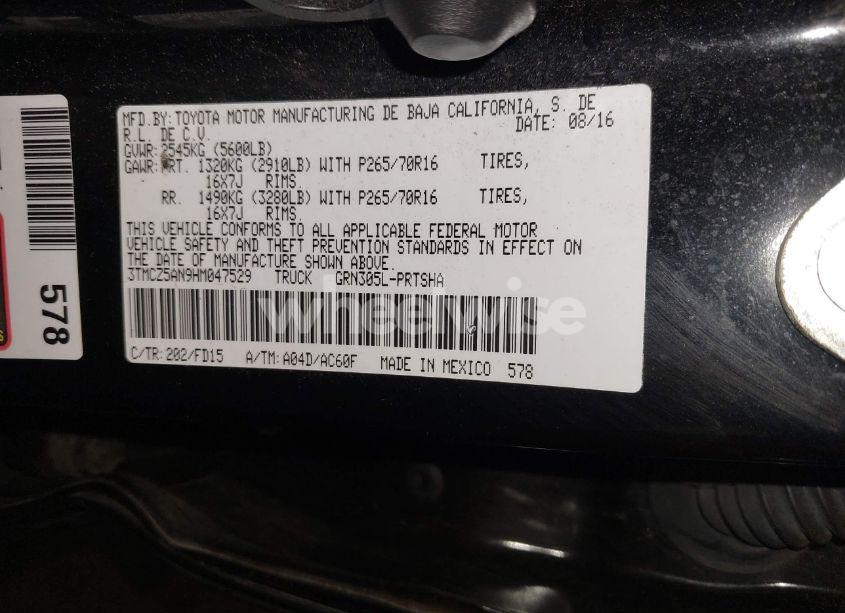 MFD.BY:TOYOTA MOTOR MANUFACTURING DE BAJA CALIFORNIA, S. DE
R.L. DE C.V. DATE: 08/16
GVWR: 2545KG (5600LB)
GAWR: FRT. 1320KG (2910LB) WITH P265/70R16 TIRES,
16X7J RIMS.
RR. 1490KG (3280LB) WITH P265/70R16 TIRES,
16X7J RIMS.
THIS VEHICLE CONFORMS TO ALL APPLICABLE FEDERAL MOTOR
VEHICLE SAFETY AND THEFT PREVENTION STANDARDS IN EFFECT ON
THE DATE OF MANUFACTURE SHOWN ABOVE.
3TMCZ5AN9HM047529 TRUCK GRN305L-PRTSHA
wheelwise
C/TR: 202/FD15 A/TM: A04D/AC60F MADE IN MEXICO 578
578